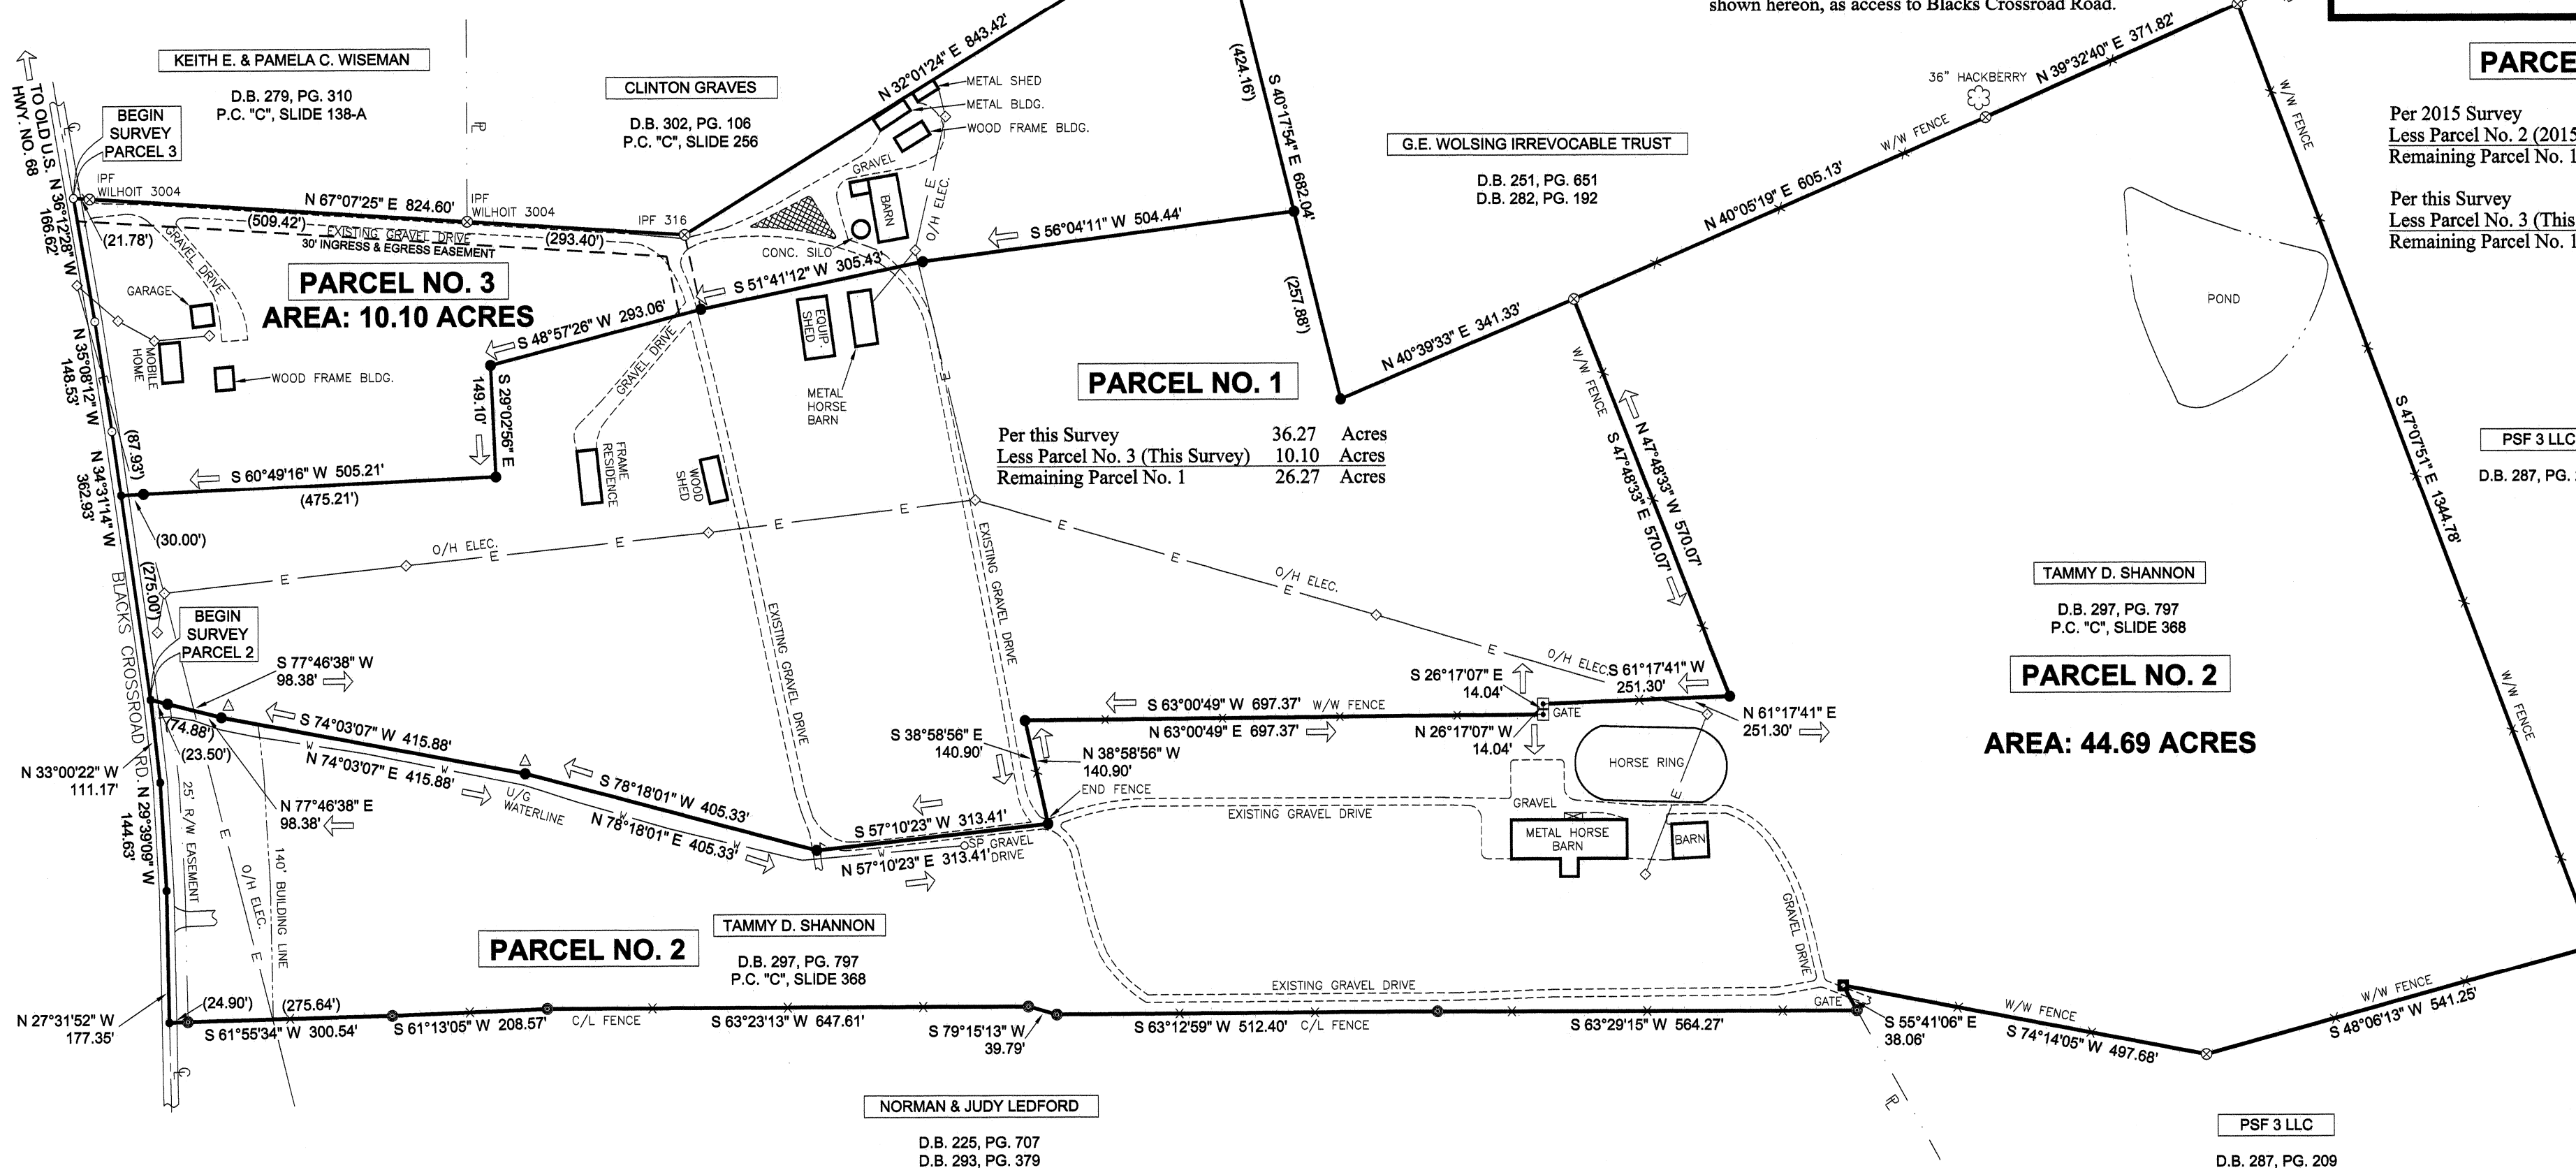 shown hereon, as access to Blacks Crossroad Road.
KEITH E. & PAMELA C. WISEMAN
D.B. 279, PG. 310
P.C. "C", SLIDE 138-A
TO OLD U.S.
HWY. NO. 68
BEGIN
SURVEY
PARCEL 3
CLINTON GRAVES
D.B. 302, PG. 106
P.C. "C", SLIDE 256
N 32°01'24" E 843.42'
METAL SHED
METAL BLDG.
WOOD FRAME BLDG.
GRAVEL
BARN
CONC. SILO
E
O/H ELEC.
(424.16')
S 40°17'54" E 682.04'
(257.88')
G.E. WOLSING IRREVOCABLE TRUST
D.B. 251, PG. 651
D.B. 282, PG. 192
36" HACKBERRY
N 39°32'40" E 371.82'
W/W FENCE
N 40°05'19" E 605.13'
N 40°39'33" E 341.33'
W/W FENCE
PARCE
Per 2015 Survey
Less Parcel No. 2 (2015
Remaining Parcel No. 1
Per this Survey
Less Parcel No. 3 (This
Remaining Parcel No. 1
POND
IPF
WILHOIT 3004
N 67°07'25" E 824.60'
IPF
WILHOIT 3004
IPF 316
PL
CL
(21.78')
(509.42')
EXISTING GRAVEL DRIVE
30' INGRESS & EGRESS EASEMENT
(293.40')
N 36°12'28" W
166.62'
GRAVEL DRIVE
PARCEL NO. 3
AREA: 10.10 ACRES
GARAGE
MOBILE
HOME
WOOD FRAME BLDG.
N 35°08'12" W
148.53'
E
(87.93')
S 56°04'11" W 504.44'
S 51°41'12" W 305.43'
S 48°57'26" W 293.06'
S 29°02'56" E
149.10'
S 60°49'16" W 505.21'
(475.21')
GRAVEL DRIVE
EQUIP.
SHED
METAL
HORSE
BARN
FRAME
RESIDENCE
WOOD
SHED
E
PARCEL NO. 1
Per this Survey 36.27 Acres
Less Parcel No. 3 (This Survey) 10.10 Acres
Remaining Parcel No. 1 26.27 Acres
W/W FENCE
N 47°48'33" W 570.07'
S 47°48'33" E 570.07'
S 47°07'51" E 1344.78'
W/W FENCE
PSF 3 LLC
D.B. 287, PG.
N 34°31'14" W
362.93'
(30.00')
(275.00')
E
O/H ELEC.
E
E
E
E
E
O/H ELEC.
E
E
O/H ELEC.
EXISTING GRAVEL DRIVE
EXISTING GRAVEL DRIVE
BLACKS CROSSROAD RD.
BEGIN
SURVEY
PARCEL 2
S 77°46'38" W
98.38'
(74.88')
(23.50')
N 77°46'38" E
98.38'
N 33°00'22" W
111.17'
N 29°39'09" W
144.63'
S 74°03'07" W 415.88'
W
N 74°03'07" E 415.88'
W
W
U/G
WATERLINE
S 78°18'01" W 405.33'
W
N 78°18'01" E 405.33'
S 57°10'23" W 313.41'
W
N 57°10'23" E 313.41'
SP GRAVEL
DRIVE
S 38°58'56" E
140.90'
N 38°58'56" W
140.90'
END FENCE
S 63°00'49" W 697.37'
W/W FENCE
N 63°00'49" E 697.37'
S 26°17'07" E
14.04'
GATE
N 26°17'07" W
14.04'
S 61°17'41" W
251.30'
N 61°17'41" E
251.30'
HORSE RING
E
GRAVEL
EXISTING GRAVEL DRIVE
METAL HORSE
BARN
BARN
GRAVEL DRIVE
TAMMY D. SHANNON
D.B. 297, PG. 797
P.C. "C", SLIDE 368
PARCEL NO. 2
AREA: 44.69 ACRES
W/W FENCE
25' R/W EASEMENT
E
O/H ELEC.
E
140' BUILDING LINE
TAMMY D. SHANNON
PARCEL NO. 2
D.B. 297, PG. 797
P.C. "C", SLIDE 368
N 27°31'52" W
177.35'
(24.90')
(275.64')
S 61°55'34" W 300.54'
S 61°13'05" W 208.57'
C/L FENCE
S 63°23'13" W 647.61'
S 79°15'13" W
39.79'
EXISTING GRAVEL DRIVE
S 63°12'59" W 512.40'
C/L FENCE
S 63°29'15" W 564.27'
GATE
S 55°41'06" E
38.06'
W/W FENCE
S 74°14'05" W 497.68'
W/W FENCE
S 48°06'13" W 541.25'
CL
PL
NORMAN & JUDY LEDFORD
D.B. 225, PG. 707
D.B. 293, PG. 379
PSF 3 LLC
D.B. 287, PG. 209